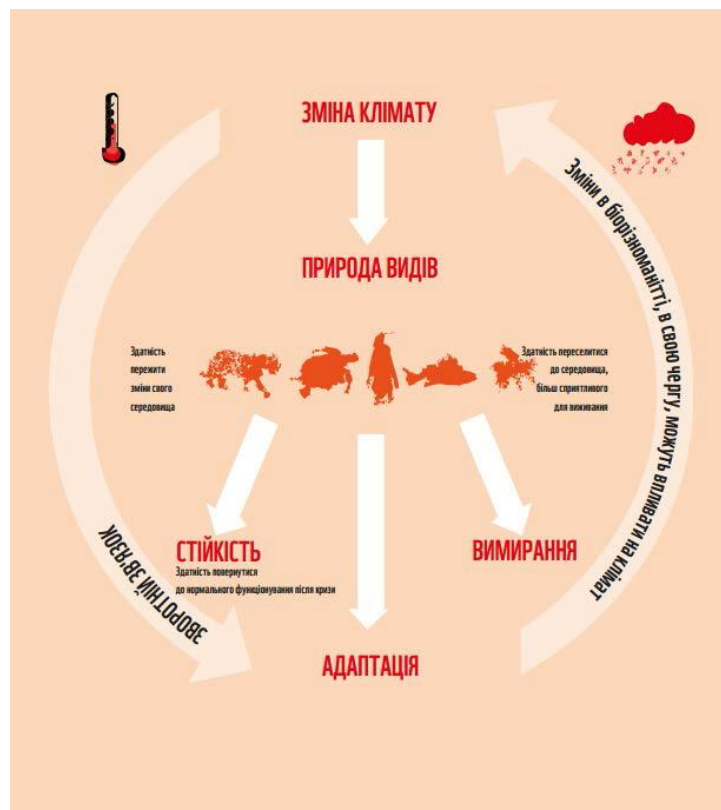 ЗМІНА КЛІМАТУ
ПРИРОДА ВИДІВ
Здатність
пережити
зміни свого
середовища
Здатність переселитися
до середовища,
більш сприятливого
для виживання
СТІЙКІСТЬ
Здатність повернутися
до нормального функціонування після кризи
ВИМИРАННЯ
АДАПТАЦІЯ
ЗВОРОТНІЙ ЗВ'ЯЗОК
Зміни в біорізноманітті, в свою чергу, можуть впливати на клімат